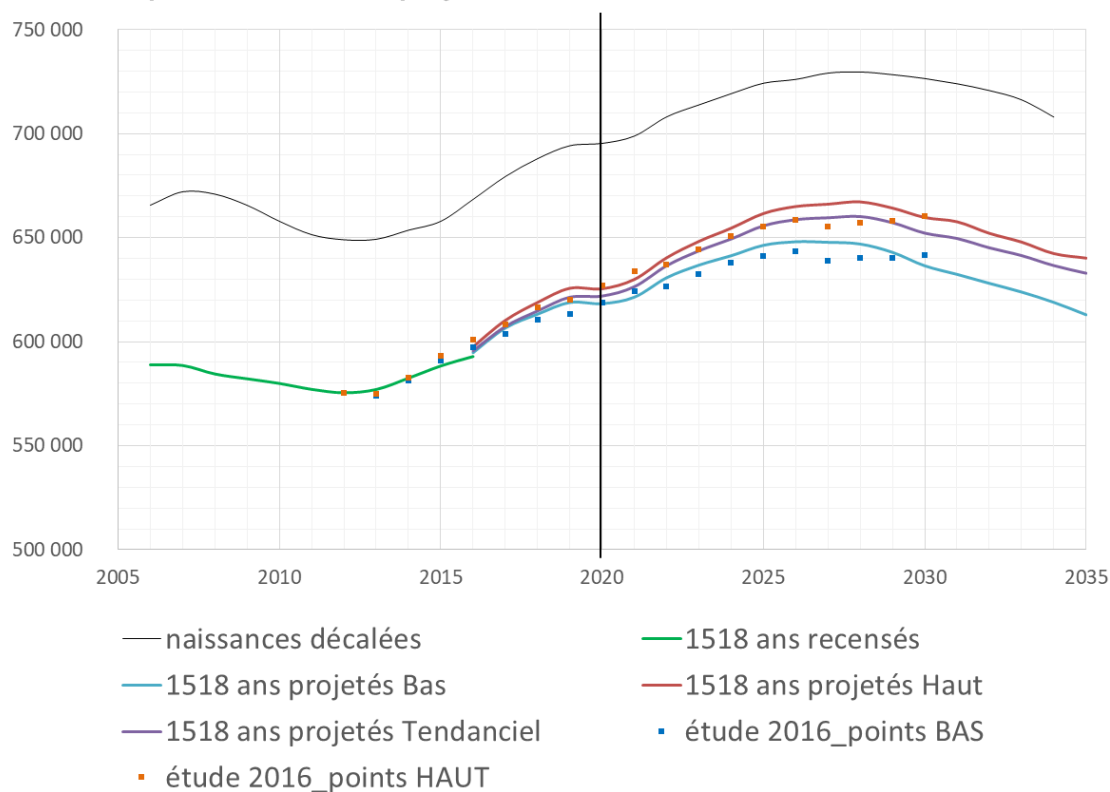 750 000
700 000
650 000
600 000
550 000
500 000
2005 2010 2015 2020 2025 2030 2035
naissances décalées 1518 ans recensés
1518 ans projetés Bas 1518 ans projetés Haut
1518 ans projetés Tendanciel étude 2016_points BAS
étude 2016_points HAUT